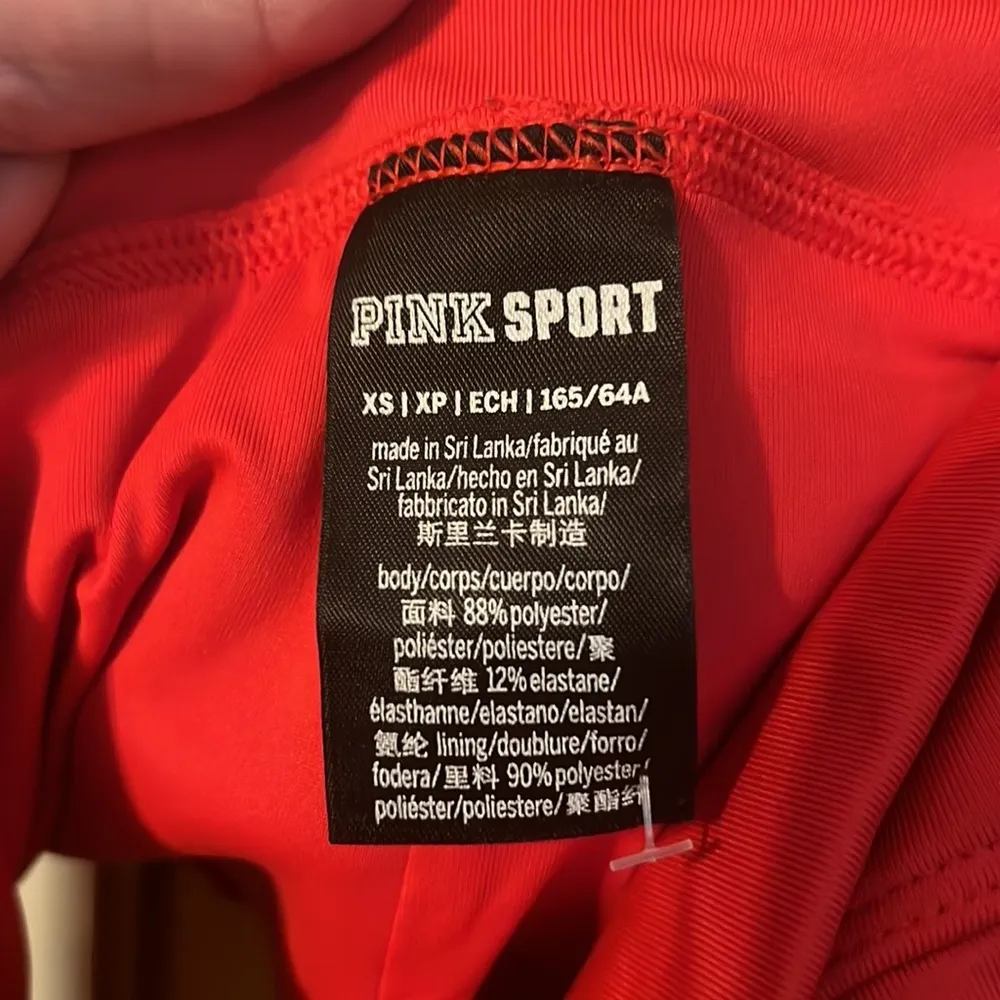 PINK SPORT
XS | XP | ECH | 165/64A
made in Sri Lanka/fabriqué au
Sri Lanka/hecho en Sri Lanka/
fabbricato in Sri Lanka/
斯里兰卡制造
body/corps/cuerpo/corpo/
面料 88% polyester/
poliéster/poliestere/聚
酯纤维 12% elastane/
élasthanne/elastano/elastan/
氨纶 lining/doublure/forro/
fodera/里料 90% polyester/
poliéster/poliestere/聚酯纤